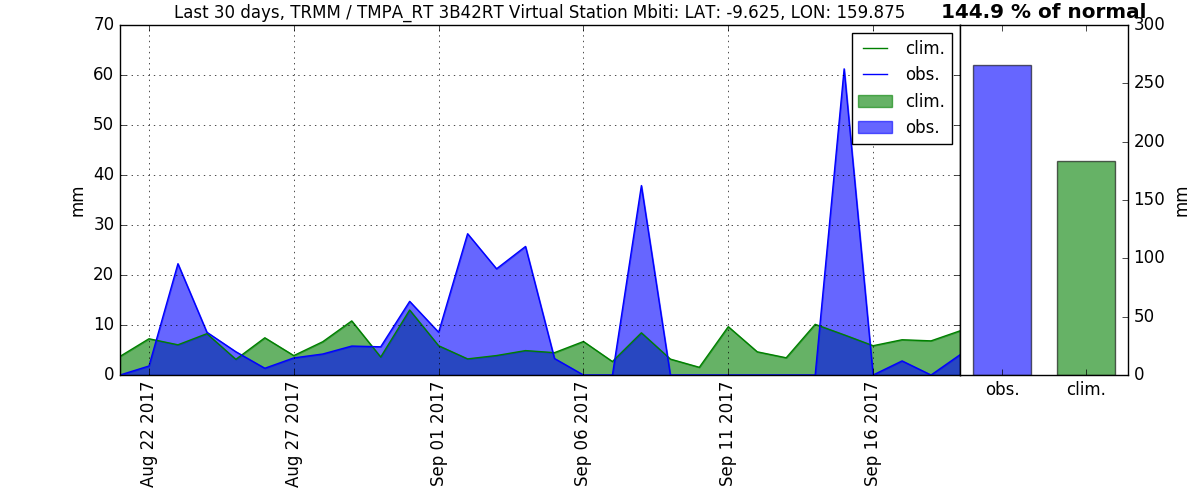 Last 30 days, TRMM / TMPA_RT 3B42RT Virtual Station Mbiti: LAT: -9.625, LON: 159.875
144.9 % of normal
70
60
50
40
30
20
10
0
mm
clim.
obs.
clim.
obs.
Aug 22 2017
Aug 27 2017
Sep 01 2017
Sep 06 2017
Sep 11 2017
Sep 16 2017
300
250
200
150
100
50
0
mm
obs.
clim.